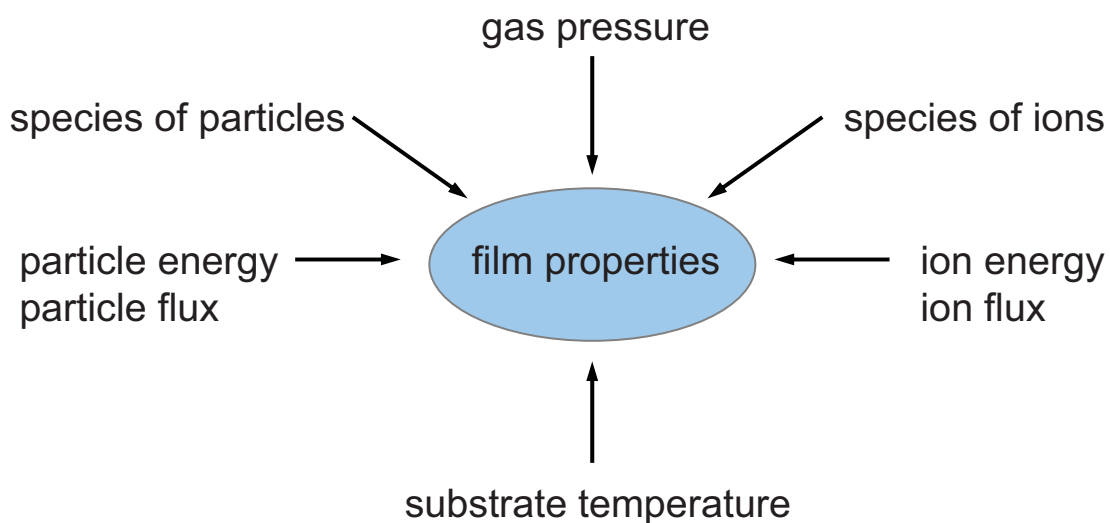 gas pressure
species of particles
species of ions
particle energy
particle flux
film properties
ion energy
ion flux
substrate temperature